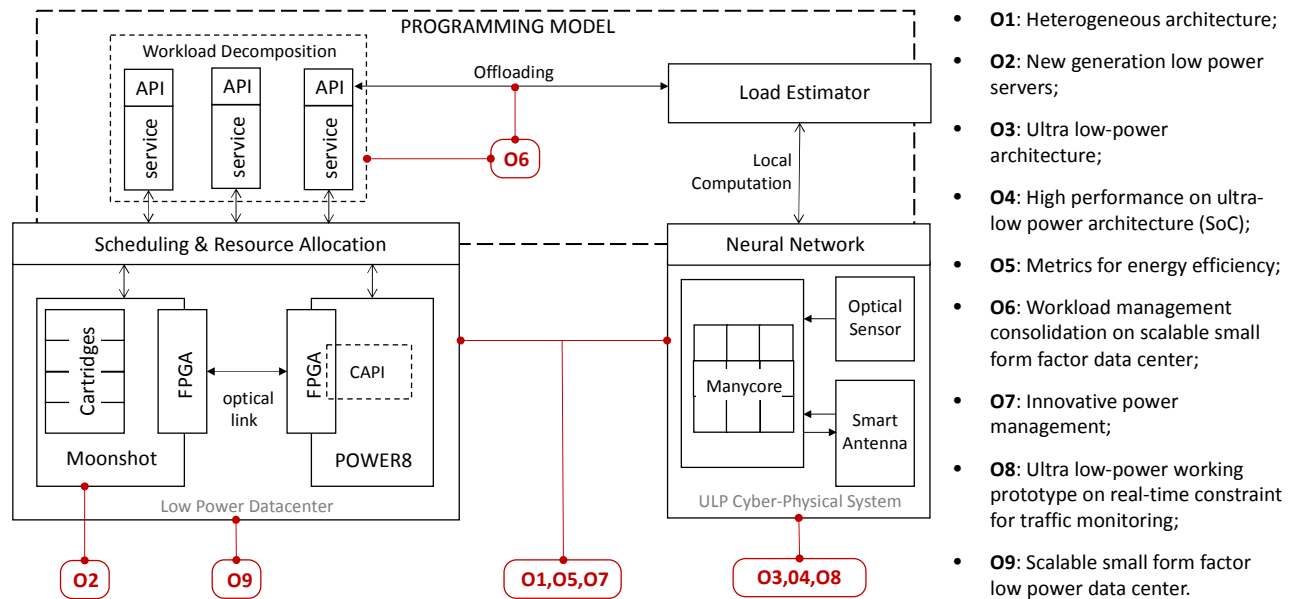 PROGRAMMING MODEL
Workload Decomposition
API
API
API
service
service
service
Offloading
Load Estimator
O6
Local
Computation
Scheduling & Resource Allocation
Neural Network
Cartridges
FPGA
optical
link
FPGA
CAPI
Moonshot
POWER8
Low Power Datacenter
Manycore
Optical
Sensor
Smart
Antenna
ULP Cyber-Physical System
O2
O9
O1,O5,O7
O3,04,O8
• O1: Heterogeneous architecture;
• O2: New generation low power
servers;
• O3: Ultra low-power
architecture;
• O4: High performance on ultra-
low power architecture (SoC);
• O5: Metrics for energy efficiency;
• O6: Workload management
consolidation on scalable small
form factor data center;
• O7: Innovative power
management;
• O8: Ultra low-power working
prototype on real-time constraint
for traffic monitoring;
• O9: Scalable small form factor
low power data center.